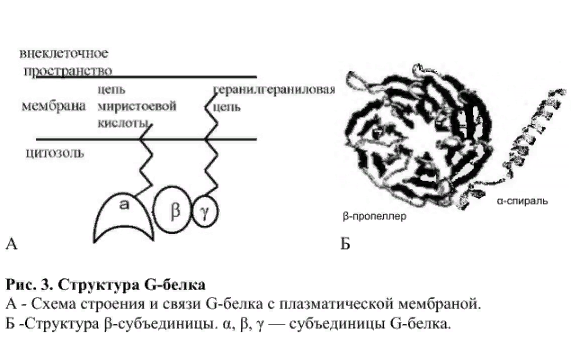 внеклеточное
пространство
цепь
геранилгераниловая
мембрана
миристоевой
цепь
кислоты
цитозоль
а
β
γ
β-пропеллер
α-спираль
А
Б
Рис. 3. Структура G-белка
А - Схема строения и связи G-белка с плазматической мембраной.
Б -Структура β-субъединицы. α, β, γ — субъединицы G-белка.